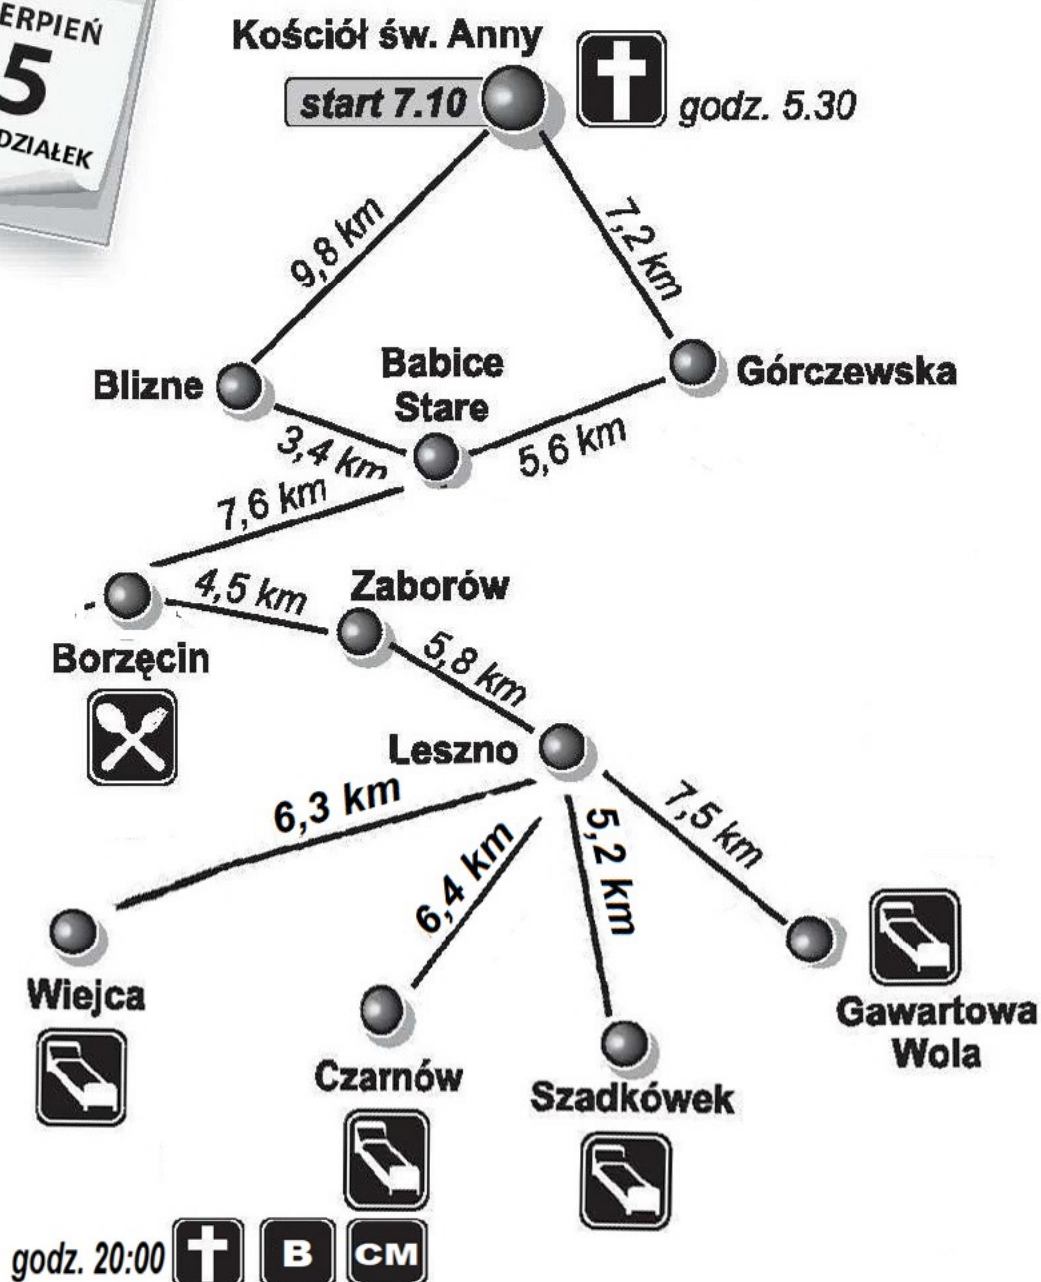 5
Kościół św. Anny
start 7.10
godz. 5.30
9,8 km
7,2 km
Blizne
Babice
Stare
Górczewska
3,4 km
5,6 km
7,6 km
4,5 km
Zaborów
Borzęcin
5,8 km
Leszno
6,3 km
6,4 km
5,2 km
7,5 km
Wiejca
Czarnów
Szadkówek
Gawartowa
Wola
godz. 20:00
B
CM